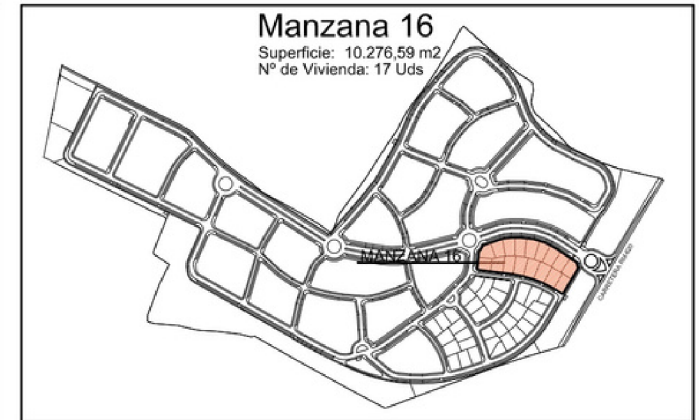 Manzana 16
Superficie: 10.276,59 m2
Nº de Vivienda: 17 Uds
MANZANA 16
CARRETERA